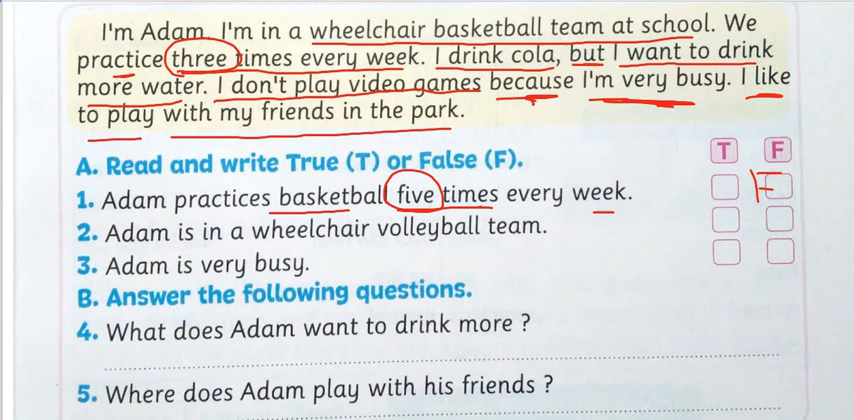 I'm Adam. I'm in a wheelchair basketball team at school. We
practice three times every week. I drink cola, but I want to drink
more water. I don't play video games because I'm very busy. I like
to play with my friends in the park.
A. Read and write True (T) or False (F).
T F
1. Adam practices basketball five times every week.
F
2. Adam is in a wheelchair volleyball team.
3. Adam is very busy.
B. Answer the following questions.
4. What does Adam want to drink more ?
5. Where does Adam play with his friends ?